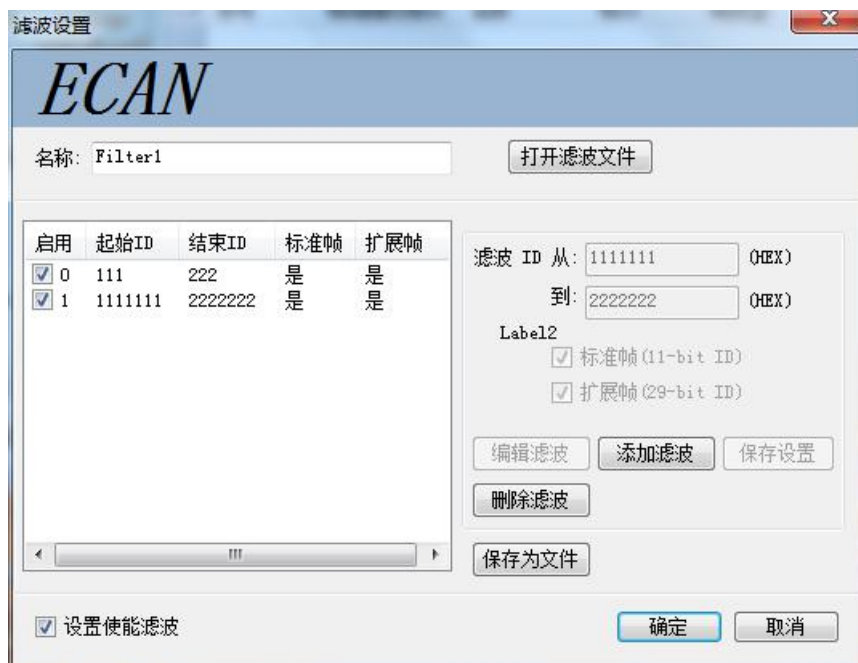 滤波设置
ECAN
名称: Filter1
打开滤波文件
启用 起始ID 结束ID 标准帧 扩展帧
0 111 222 是 是
1 1111111 2222222 是 是
滤波 ID 从: 1111111 (HEX)
到: 2222222 (HEX)
Label2
标准帧(11-bit ID)
扩展帧(29-bit ID)
编辑滤波 添加滤波 保存设置
删除滤波
保存为文件
设置使能滤波
确定 取消